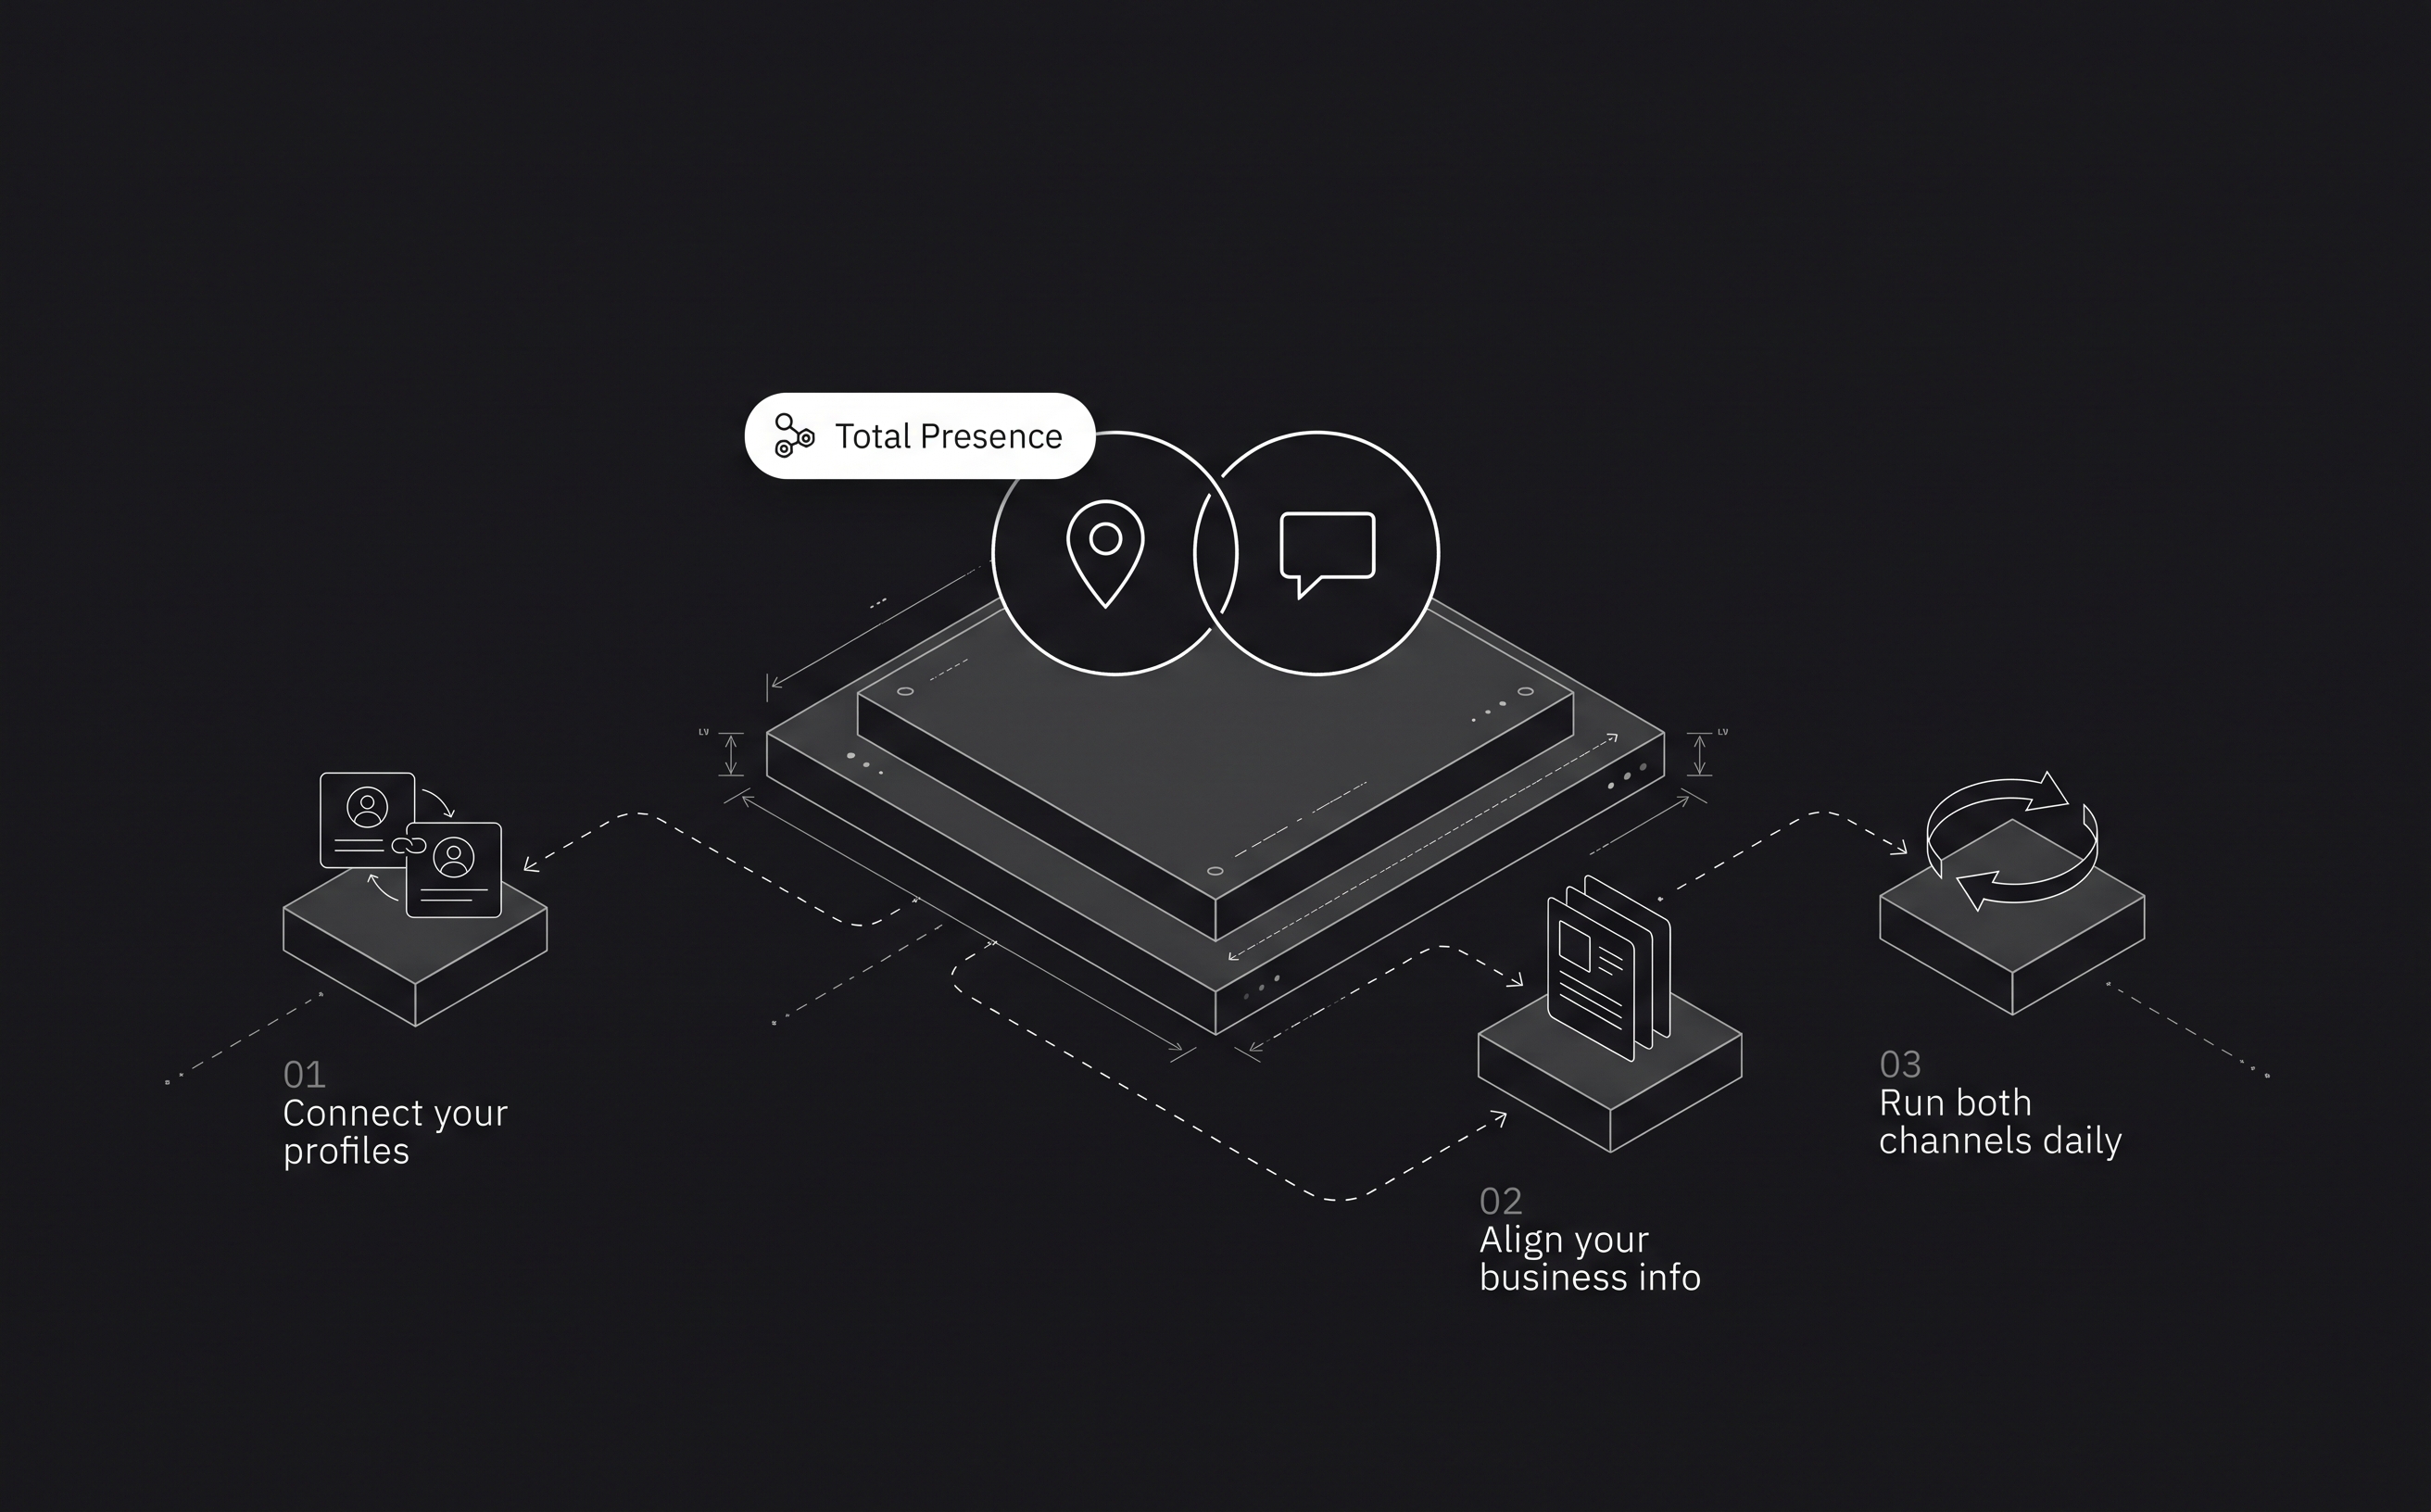 Total Presence
01
Connect your
profiles
02
Align your
business info
03
Run both
channels daily